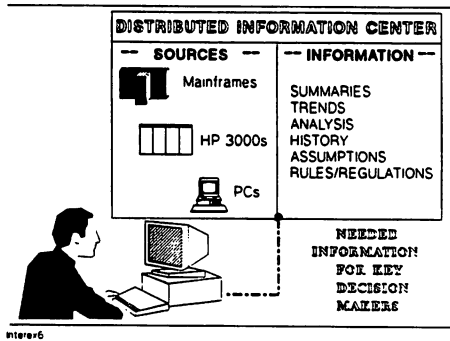 DISTRIBUTED INFORMATION CENTER
-- SOURCES --
Mainframes
HP 3000s
PCs
-- INFORMATION --
SUMMARIES
TRENDS
ANALYSIS
HISTORY
ASSUMPTIONS
RULES/REGULATIONS
NEEDED
INFORMATION
FOR KEY
DECISION
MAKERS
interex6